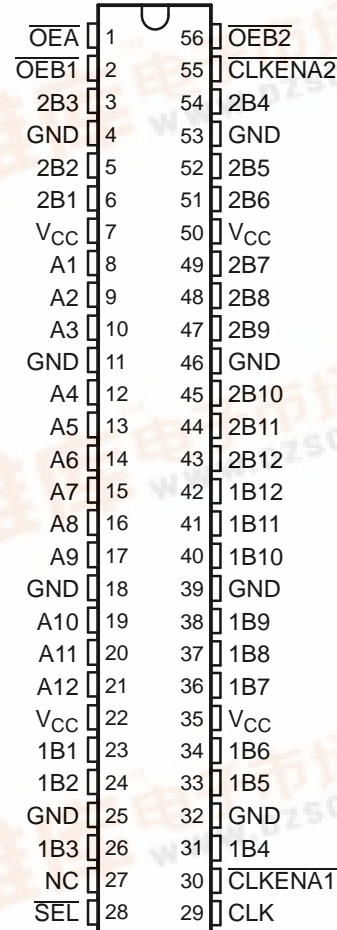 OEA 1 56 OEB2
OEB1 2 55 CLKENA2
2B3 3 54 2B4
GND 4 53 GND
2B2 5 52 2B5
2B1 6 51 2B6
VCC 7 50 VCC
A1 8 49 2B7
A2 9 48 2B8
A3 10 47 2B9
GND 11 46 GND
A4 12 45 2B10
A5 13 44 2B11
A6 14 43 2B12
A7 15 42 1B12
A8 16 41 1B11
A9 17 40 1B10
GND 18 39 GND
A10 19 38 1B9
A11 20 37 1B8
A12 21 36 1B7
VCC 22 35 VCC
1B1 23 34 1B6
1B2 24 33 1B5
GND 25 32 GND
1B3 26 31 1B4
NC 27 30 CLKENA1
SEL 28 29 CLK